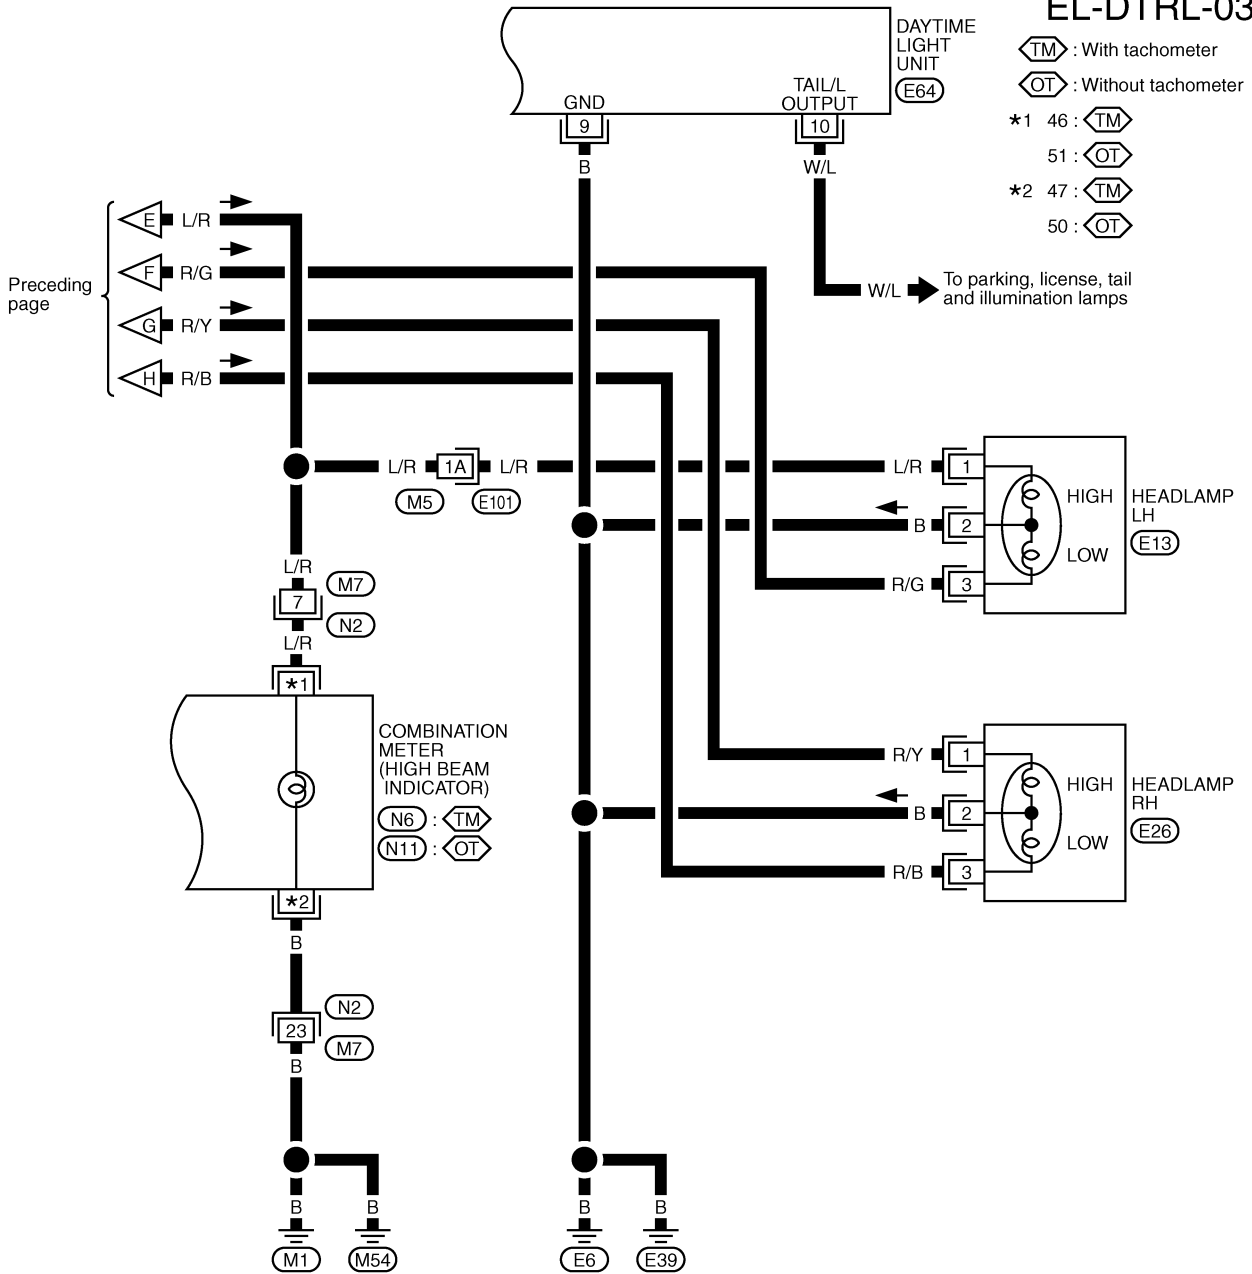 EL-DTRL-03
DAYTIME
LIGHT
UNIT
E64
TM : With tachometer
OT : Without tachometer
*1 46 : TM
51 : OT
*2 47 : TM
50 : OT
GND
TAIL/L
OUTPUT
9
10
B
W/L
W/L
To parking, license, tail
and illumination lamps
Preceding
page
E L/R
F R/G
G R/Y
H R/B
L/R 1A L/R
M5 E101
L/R 1
B 2
R/G 3
HIGH
LOW
HEADLAMP
LH
E13
L/R
7
M7
N2
L/R
*1
COMBINATION
METER
(HIGH BEAM
INDICATOR)
N6 : TM
N11 : OT
*2
R/Y 1
B 2
R/B 3
HIGH
LOW
HEADLAMP
RH
E26
B
N2
23
M7
B
B B B B
M1 M54 E6 E39